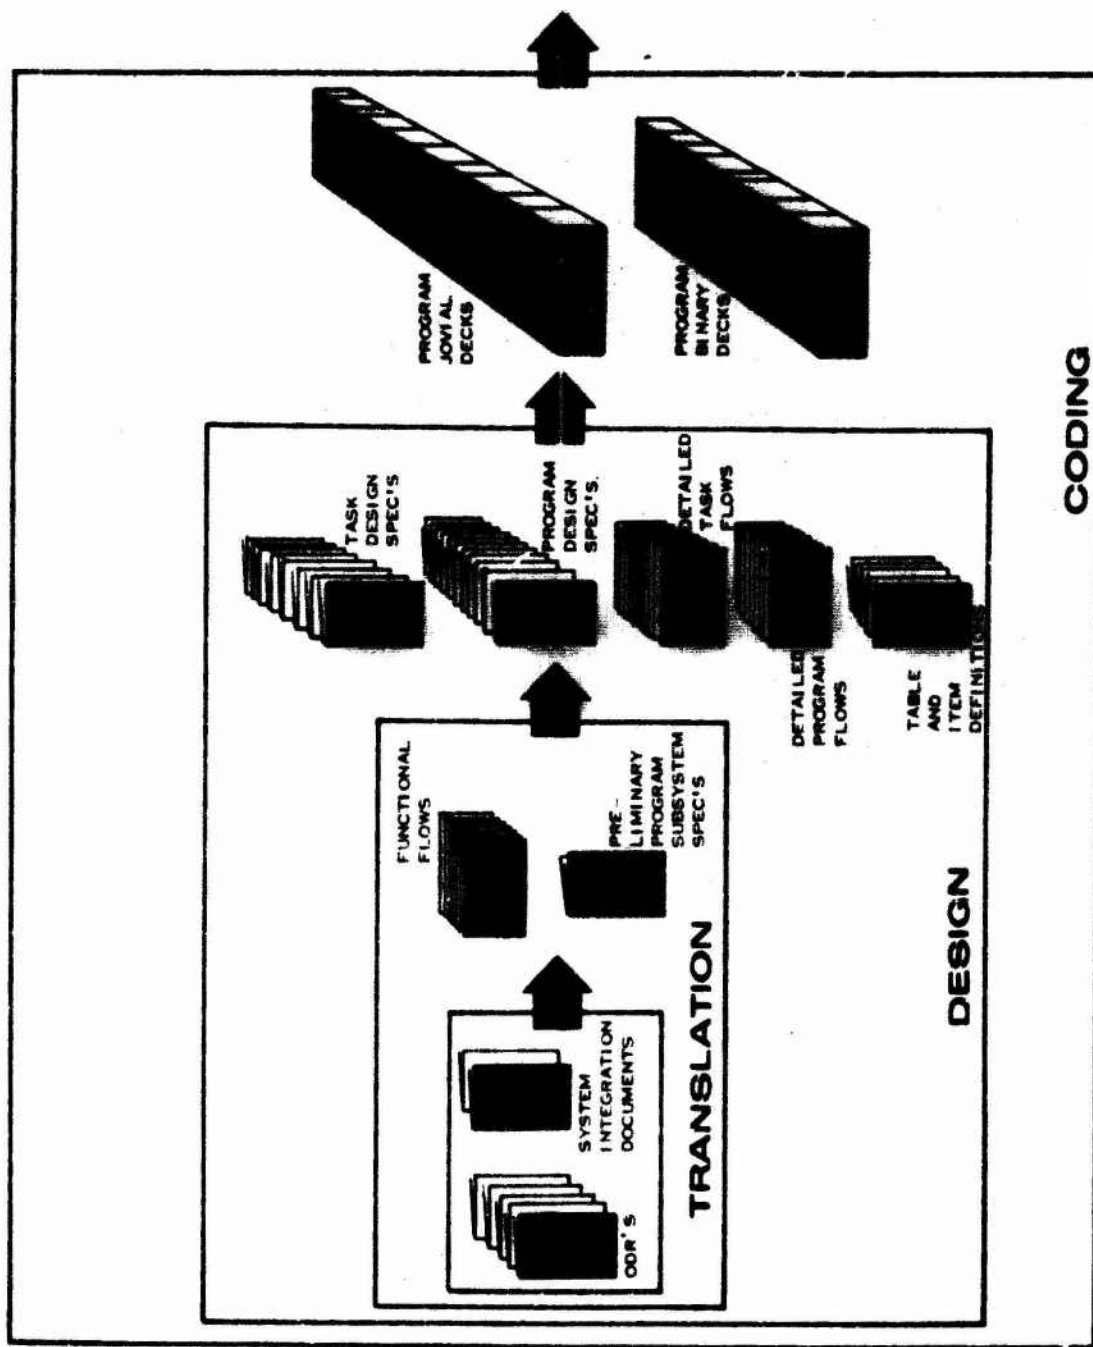 ODR'S
SYSTEM
INTEGRATION
DOCUMENTS
TRANSLATION
FUNCTIONAL
FLOWS
PRE-
LIMINARY
PROGRAM
SUBSYSTEM
SPEC'S
DESIGN
TASK
DESIGN
SPEC'S
PROGRAM
DESIGN
SPEC'S.
DETAILED
TASK
FLOWS
DETAILED
PROGRAM
FLOWS
TABLE
AND
ITEM
CODING
PROGRAM
JOVIAL
DECKS
PROGRAM
BINARY
DECKS